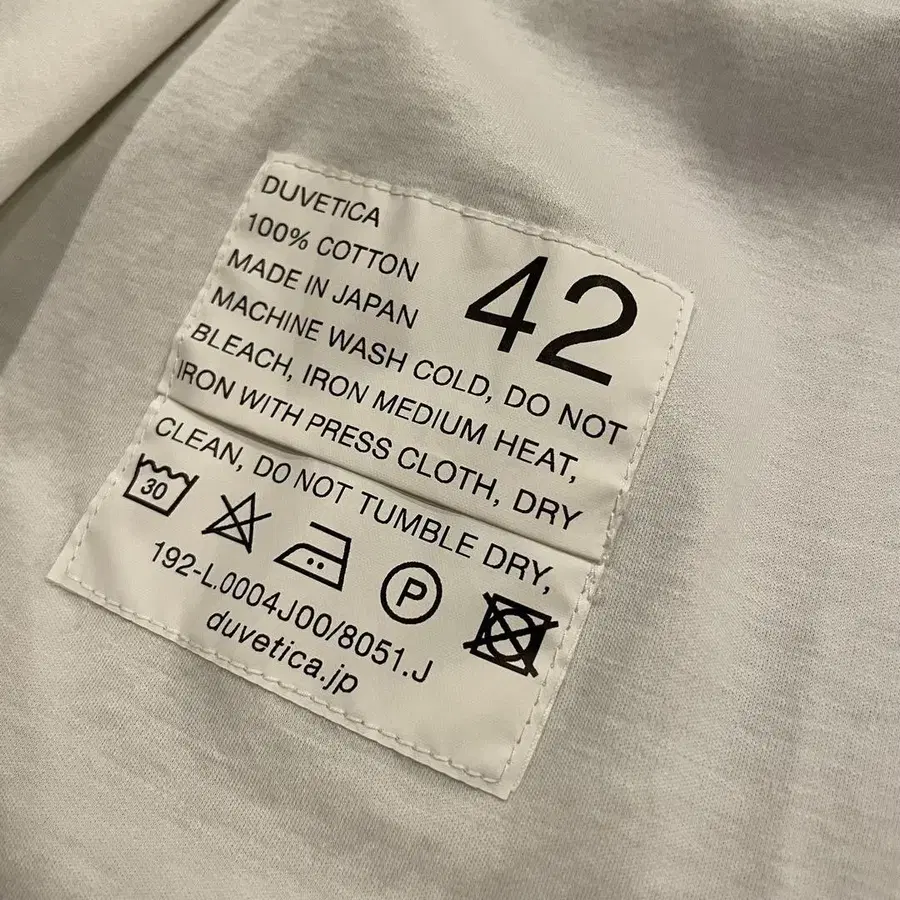 DUVETICA
100% COTTON
MADE IN JAPAN
42
MACHINE WASH COLD, DO NOT
BLEACH, IRON MEDIUM HEAT,
IRON WITH PRESS CLOTH, DRY
CLEAN, DO NOT TUMBLE DRY,
30
P
192-L.0004J00/8051.J
duvetica.jp